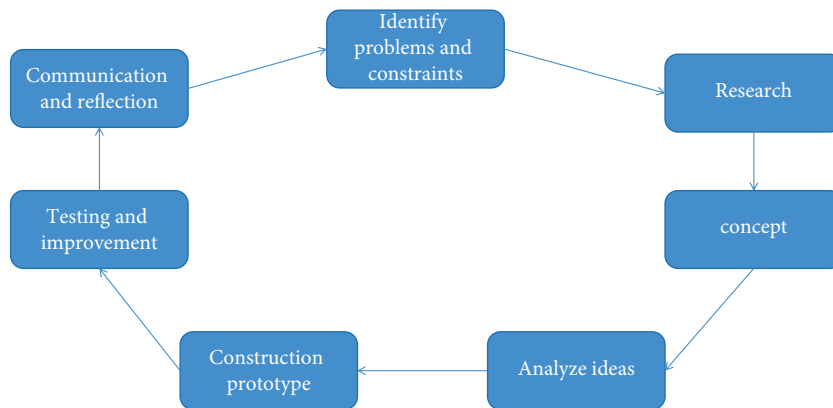 Identify
problems and
constraints
Research
concept
Analyze ideas
Construction
prototype
Testing and
improvement
Communication
and reflection